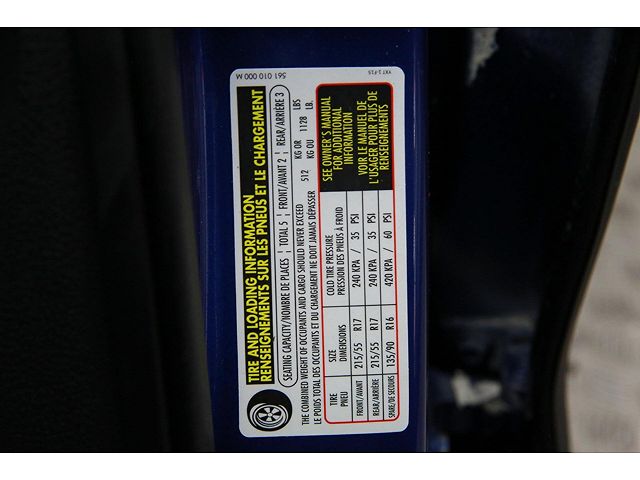 561 010 000 M
YXT 1-F15
TIRE AND LOADING INFORMATION
RENSEIGNEMENTS SUR LES PNEUS ET LE CHARGEMENT
SEATING CAPACITY/NOMBRE DE PLACES | TOTAL 5 | FRONT/AVANT 2 | REAR/ARRIÈRE 3
THE COMBINED WEIGHT OF OCCUPANTS AND CARGO SHOULD NEVER EXCEED 512 KG OR 1128 LBS
LE POIDS TOTAL DES OCCUPANTS ET DU CHARGEMENT NE DOIT JAMAIS DÉPASSER KG OU LB.
TIRE SIZE COLD TIRE PRESSURE SEE OWNER'S MANUAL
PNEU DIMENSIONS PRESSION DES PNEUS À FROID FOR ADDITIONAL
FRONT/AVANT 215/55 R17 240 KPA / 35 PSI INFORMATION
REAR/ARRIÈRE 215/55 R17 240 KPA / 35 PSI VOIR LE MANUEL DE
SPARE/DE SECOURS 135/90 R16 420 KPA / 60 PSI L'USAGER POUR PLUS DE
RENSEIGNEMENTS